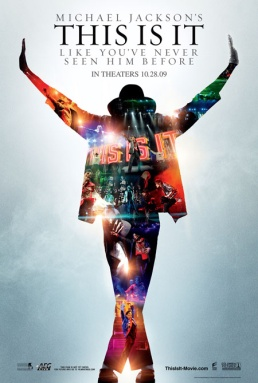 MICHAEL JACKSON'S
THIS IS IT
LIKE YOU'VE NEVER
SEEN HIM BEFORE
IN THEATERS 10.28.09
THIS IS IT
AEG
ThisIsIt-Movie.com